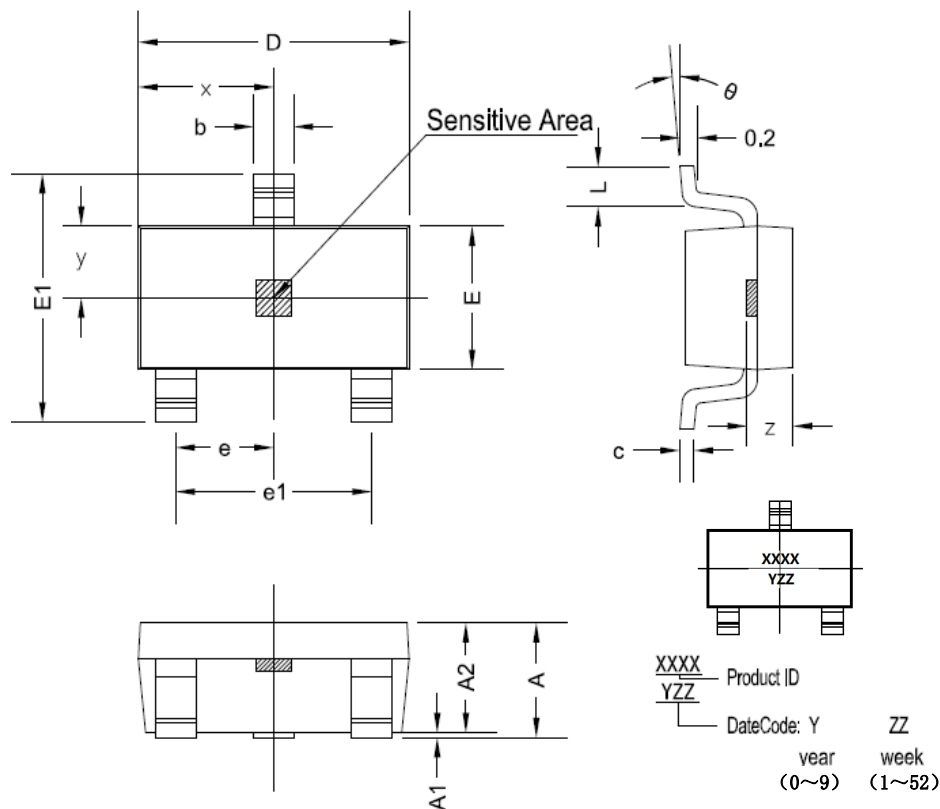 D
x
b
Sensitive Area
y
E1
E
e
e1
θ
0.2
L
z
c
XXXX
YZZ
A2
A
A1
XXXX
Product ID
YZZ
DateCode: Y ZZ
year week
(0～9) (1～52)